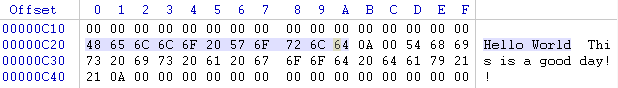 Offset 0 1 2 3 4 5 6 7 8 9 A B C D E F
00000C10 00 00 00 00 00 00 00 00 00 00 00 00 00 00 00 00
00000C20 48 65 6C 6C 6F 20 57 6F 72 6C 64 0A 00 54 68 69 Hello World Thi
00000C30 73 20 69 73 20 61 20 67 6F 6F 64 20 64 61 79 21 s is a good day!
00000C40 21 0A 00 00 00 00 00 00 00 00 00 00 00 00 00 00 !